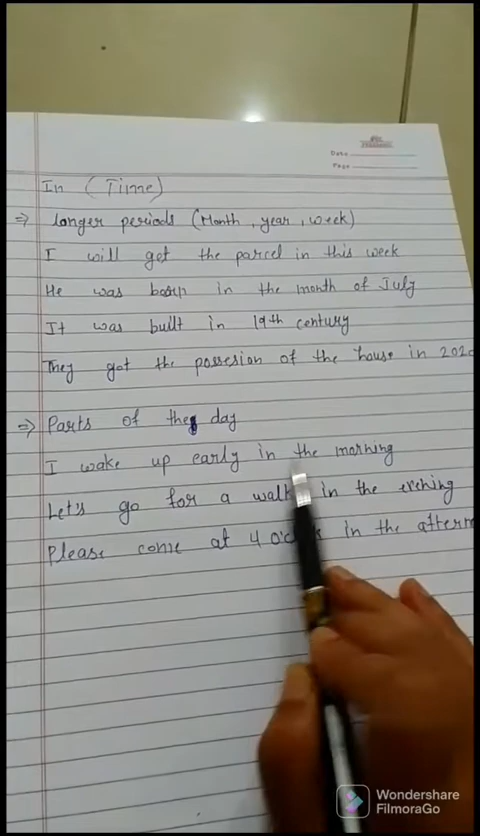 Date
Page
In (Time)
⇒ Longer periods (Month, year, week)
I will get the parcel in this week
He was born in the month of July
It was built in 19th century
They got the possesion of the house in 202
⇒ Parts of the day
I wake up early in the morning
Let's go for a walk in the evening
Please come at 4 o'clock in the aftern
Wondershare
FilmoraGo